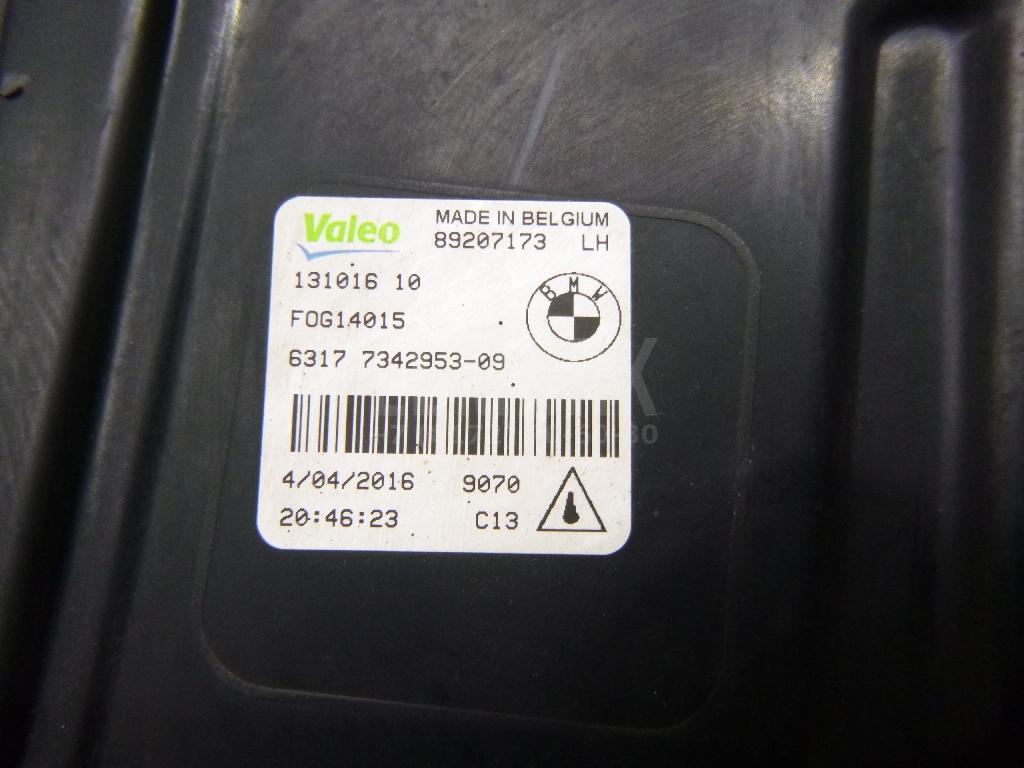 Valeo MADE IN BELGIUM
89207173 LH
131016 10
BMW
FOG14015
6317 7342953-09
4/04/2016 9070
20:46:23 C13